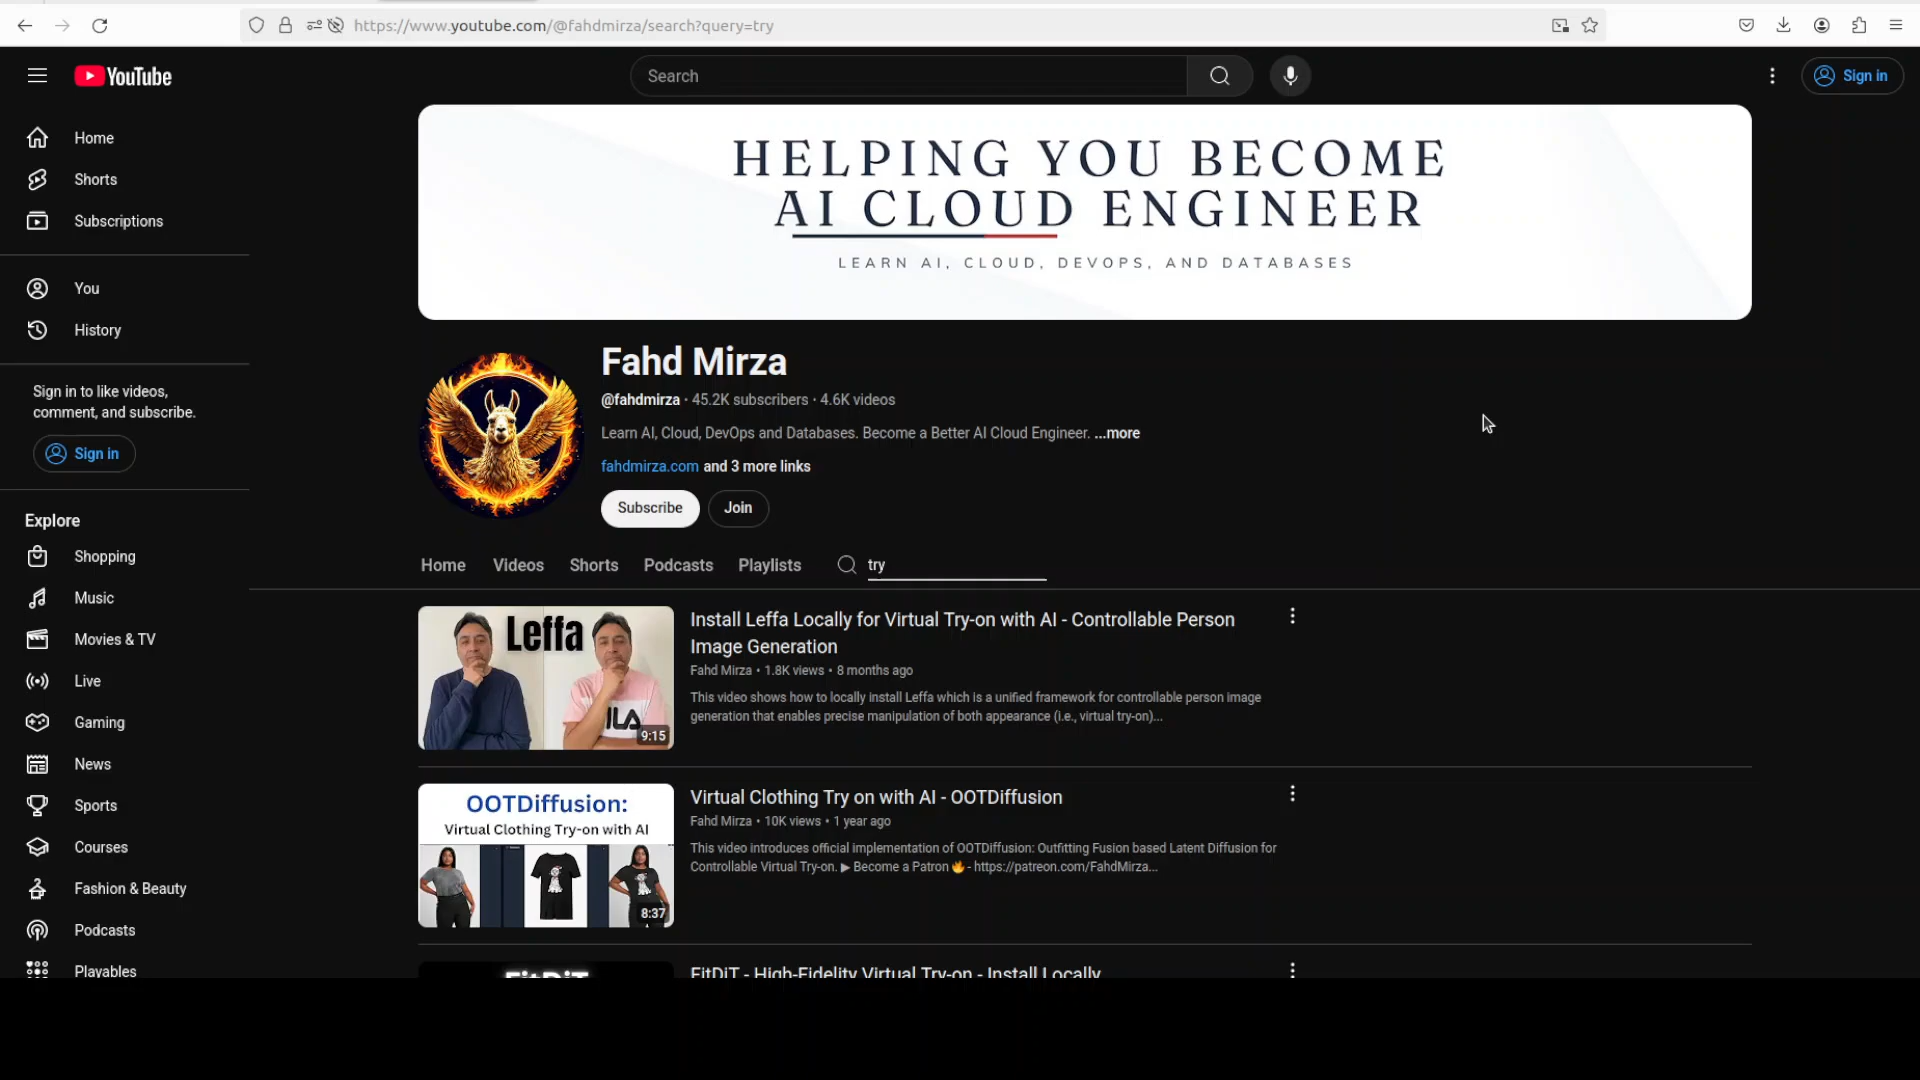 https://www.youtube.com/@fahdmirza/search?query=try
YouTube
Search
Sign in
Home
Shorts
Subscriptions
You
History
Sign in to like videos,
comment, and subscribe.
Sign in
Explore
Shopping
Music
Movies & TV
Live
Gaming
News
Sports
Courses
Fashion & Beauty
Podcasts
Playables
HELPING YOU BECOME
AI CLOUD ENGINEER
LEARN AI, CLOUD, DEVOPS, AND DATABASES
Fahd Mirza
@fahdmirza · 45.2K subscribers · 4.6K videos
Learn AI, Cloud, DevOps and Databases. Become a Better AI Cloud Engineer. ...more
fahdmirza.com and 3 more links
Subscribe Join
Home Videos Shorts Podcasts Playlists try
Leffa
9:15
Install Leffa Locally for Virtual Try-on with AI - Controllable Person
Image Generation
Fahd Mirza • 1.8K views • 8 months ago
This video shows how to locally install Leffa which is a unified framework for controllable person image
generation that enables precise manipulation of both appearance (i.e., virtual try-on)...
OOTDiffusion:
Virtual Clothing Try-on with AI
8:37
Virtual Clothing Try on with AI - OOTDiffusion
Fahd Mirza • 10K views • 1 year ago
This video introduces official implementation of OOTDiffusion: Outfitting Fusion based Latent Diffusion for
Controllable Virtual Try-on. ▶ Become a Patron 🔥 - https://patreon.com/FahdMirza...
FitDiT
FitDiT - High-Fidelity Virtual Try-on - Install Locally